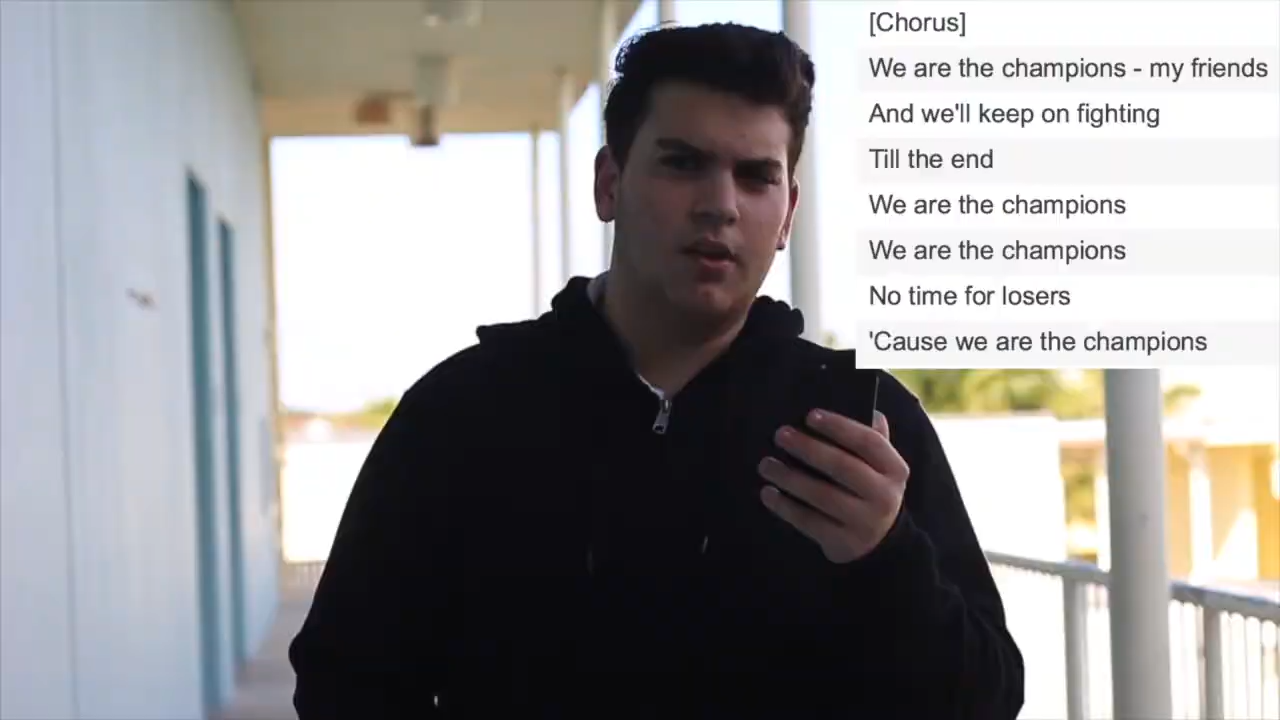 [Chorus]
We are the champions - my friends
And we'll keep on fighting
Till the end
We are the champions
We are the champions
No time for losers
'Cause we are the champions